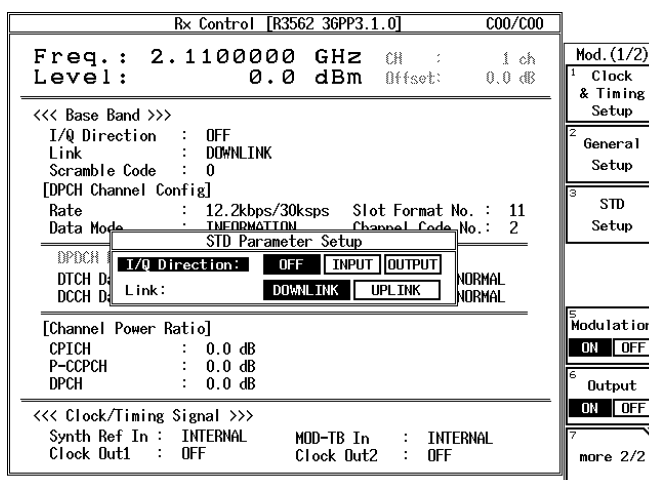 Rx Control [R3562 3GPP3.1.0] C00/C00
Freq.: 2.1100000 GHz CH : 1 ch
Level: 0.0 dBm Offset: 0.0 dB
<<< Base Band >>>
I/Q Direction : OFF
Link : DOWNLINK
Scramble Code : 0
[DPCH Channel Config]
Rate : 12.2kbps/30ksps Slot Format No. : 11
Data Mode : INFORMATION Channel Code No.: 2
STD Parameter Setup
DPDCH
I/Q Direction: OFF INPUT OUTPUT
DTCH Da NORMAL
Link: DOWNLINK UPLINK
DCCH Da NORMAL
[Channel Power Ratio]
CPICH : 0.0 dB
P-CCPCH : 0.0 dB
DPCH : 0.0 dB
<<< Clock/Timing Signal >>>
Synth Ref In : INTERNAL MOD-TB In : INTERNAL
Clock Out1 : OFF Clock Out2 : OFF
Mod.(1/2)
1 Clock
& Timing
Setup
2
General
Setup
3
STD
Setup
5
Modulation
ON OFF
6
Output
ON OFF
7
more 2/2